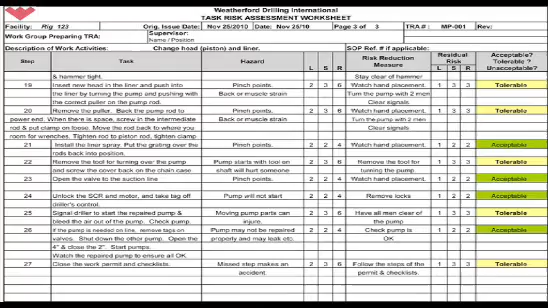 Weatherford Drilling International
TASK RISK ASSESSMENT WORKSHEET
Facility: Rig 123 Orig. Issue Date: Nov 25/2010 Date: Nov 25/10 Page 3 of 3 TRA # : MP-001 Rev:
Work Group Preparing TRA: Supervisor:
Name / Position
Description of Work Activities: Change head (piston) and liner. SOP Ref. # if applicable:
Step Task Hazard L S R Risk Reduction Measure Residual Risk L S R Acceptable? Tolerable ? Unacceptable?
& hammer tight. Stay clear of hammer
19 Insert new head in the liner and push into Pinch points. 2 3 6 Watch hand placement. 1 3 3 Tolerable
the liner by turning the pump and pushing with Back or muscle strain Turn the pump with 2 men
the correct puller on the pump rod. Clear signals
20 Remove the puller. Back the pump rod to Pinch points. 2 3 6 Watch hand placement. 1 3 3 Tolerable
power end. When there is space, screw in the intermediate Back or muscle strain Turn the pump with 2 men
rod & put clamp on loose. Move the rod back to where you Clear signals
room for wrenches. Tighten rod to piston rod, tighten clamp
21 Install the liner spray. Put the grating over the Pinch points. 2 2 4 Watch hand placement. 1 2 2 Acceptable
rods back into position.
22 Remove the tool for turning over the pump Pump starts with tool on 2 3 6 Remove the tool for 1 3 3 Tolerable
and screw the cover back on the chain case shaft will hurt someone turning the pump.
23 Open the valve to the suction line Pinch points. 2 2 4 Watch hand placement. 1 2 2 Acceptable
24 Unlock the SCR and motor, and take tag off Pump will not start 2 2 4 Remove locks 1 2 2 Acceptable
driller's control.
25 Signal driller to start the repaired pump & Moving pump parts can 2 3 6 Have all men clear of 1 3 3 Tolerable
bleed the air out of the pump. Check pump. injure. the pump
26 If the pump is needed on line, remove tags on Pump may not be repaired 2 2 4 Check pump is 1 2 2 Acceptable
valves. Shut down the other pump. Open the properly and may leak etc. OK
4" & close the 2". Start pumps.
Watch the repaired pump to ensure all OK.
27 Close the work permit and checklists. Missed step makes an 2 3 6 Follow the steps of the 1 3 3 Tolerable
accident. permit & checklists.